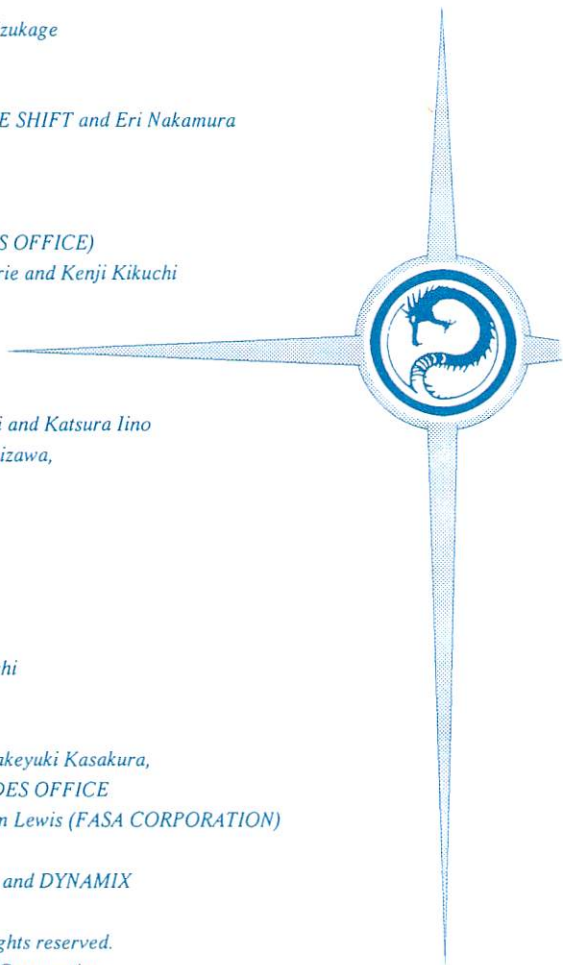 zukage
E SHIFT and Eri Nakamura
S OFFICE)
rie and Kenji Kikuchi
i and Katsura Iino
izawa,
hi
akeyuki Kasakura,
DES OFFICE
n Lewis (FASA CORPORATION)
and DYNAMIX
ghts reserved.